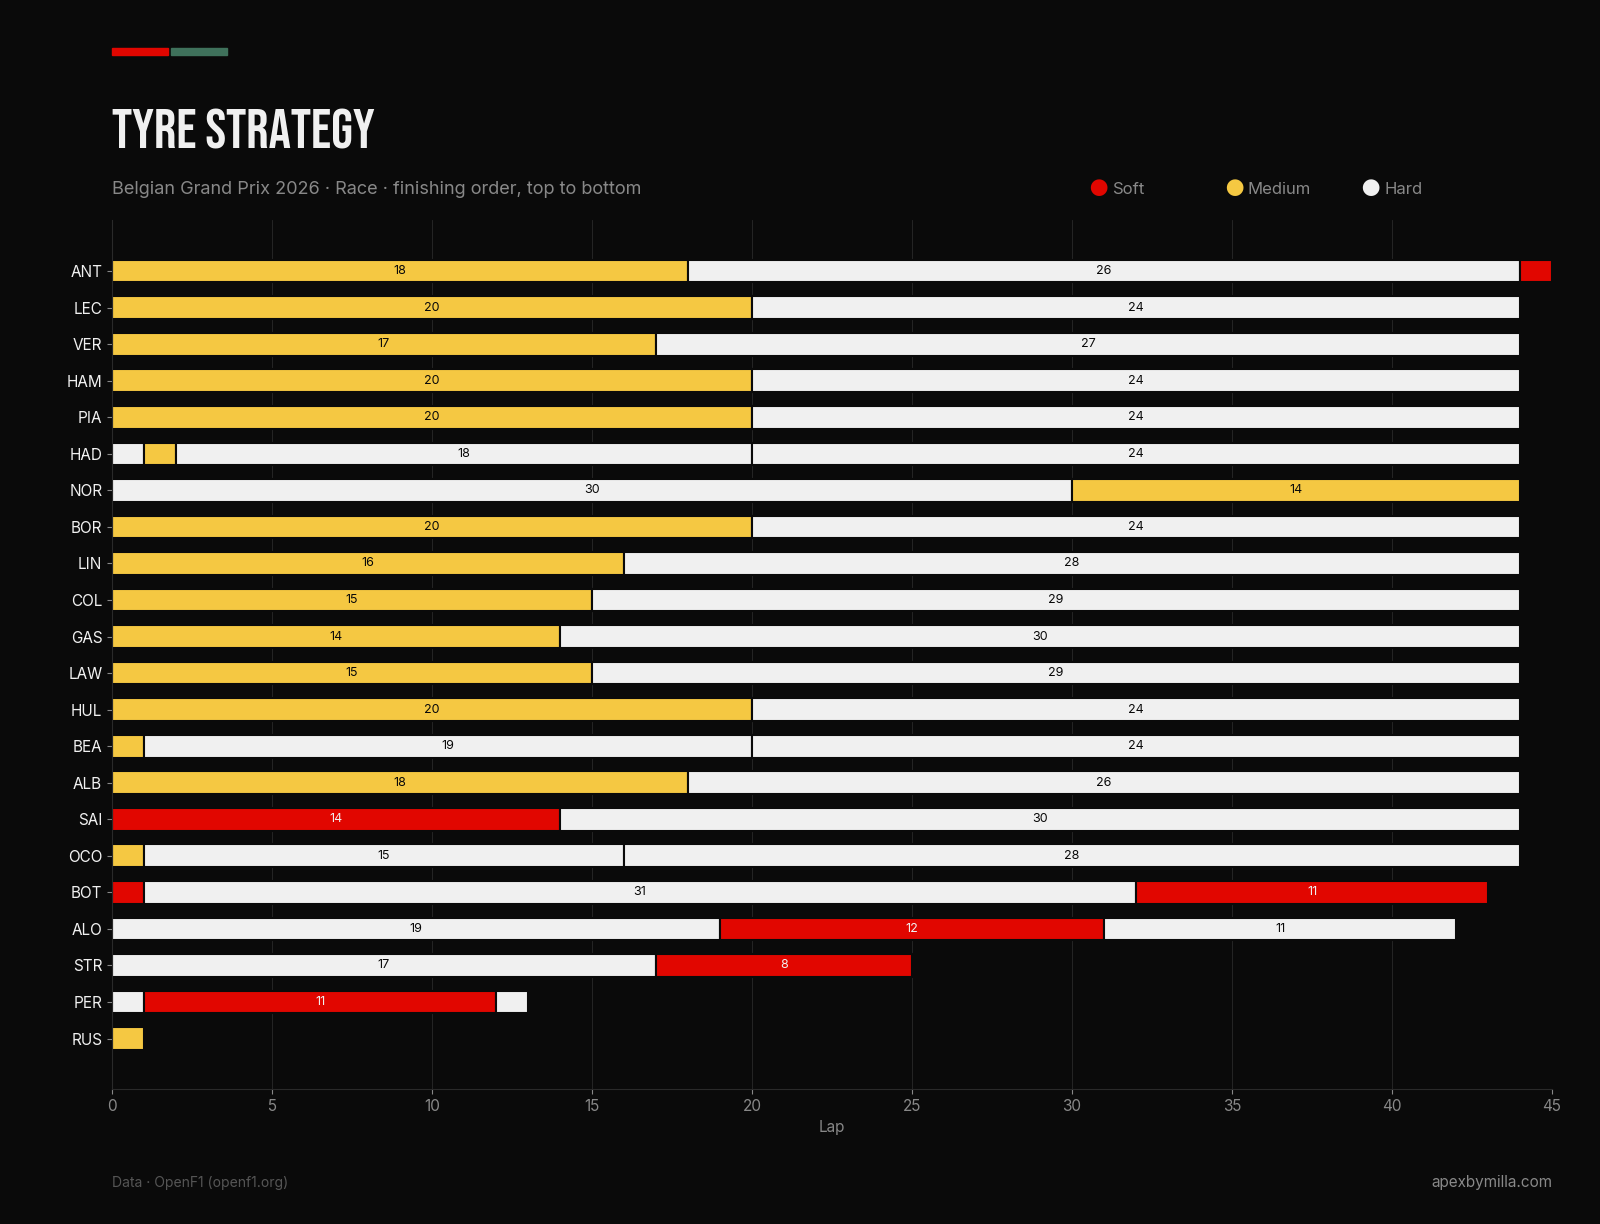 TYRE STRATEGY
Belgian Grand Prix 2026 · Race · finishing order, top to bottom
Soft Medium Hard
ANT 18 26
LEC 20 24
VER 17 27
HAM 20 24
PIA 20 24
HAD 18 24
NOR 30 14
BOR 20 24
LIN 16 28
COL 15 29
GAS 14 30
LAW 15 29
HUL 20 24
BEA 19 24
ALB 18 26
SAI 14 30
OCO 15 28
BOT 31 11
ALO 19 12 11
STR 17 8
PER 11
RUS
0 5 10 15 20 25 30 35 40 45
Lap
Data · OpenF1 (openf1.org)
apexbymilla.com